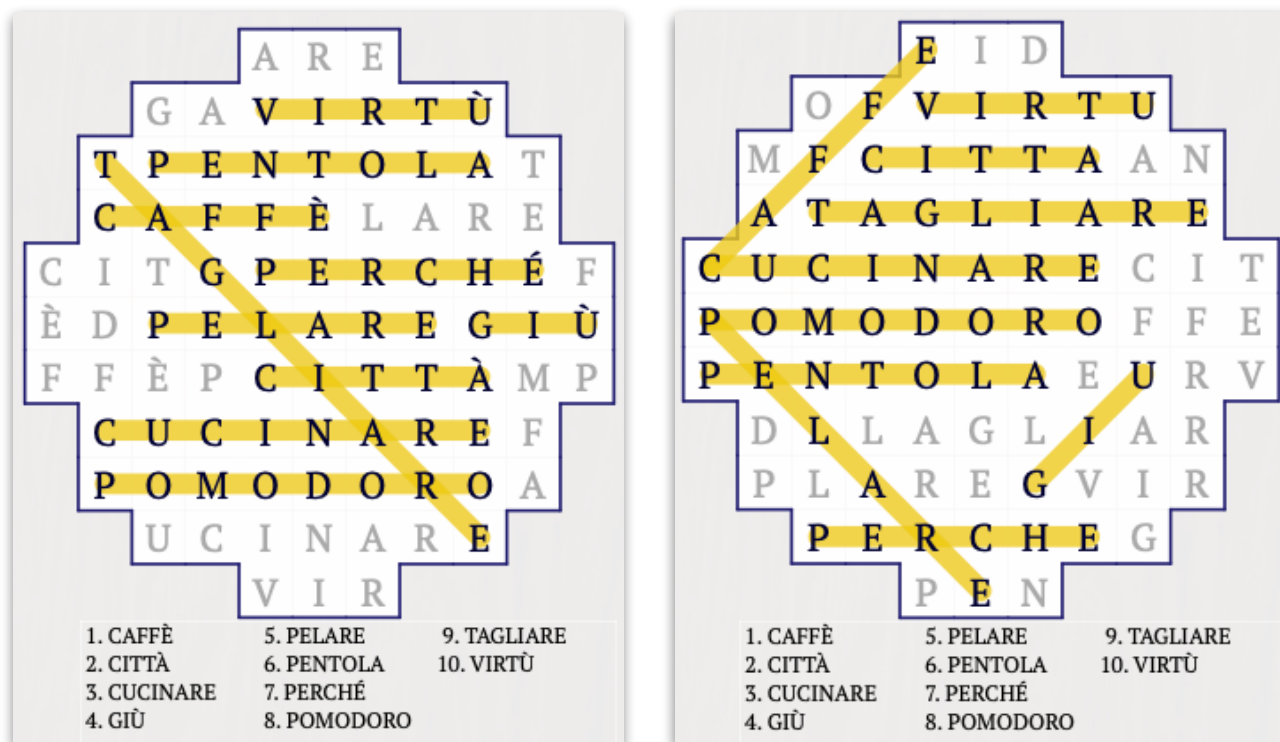 A R E
G A V I R T Ù
T P E N T O L A T
C A F F È L A R E
C I T G P E R C H É F
È D P E L A R E G I Ù
F F È P C I T T À M P
C U C I N A R E F
P O M O D O R O A
U C I N A R E
V I R
1. CAFFÈ 5. PELARE 9. TAGLIARE
2. CITTÀ 6. PENTOLA 10. VIRTÙ
3. CUCINARE 7. PERCHÉ
4. GIÙ 8. POMODORO
E I D
O F V I R T U
M F C I T T A A N
A T A G L I A R E
C U C I N A R E C I T
P O M O D O R O F F E
P E N T O L A E U R V
D L L A G L I A R
P L A R E G V I R
P E R C H E G
P E N
1. CAFFÈ 5. PELARE 9. TAGLIARE
2. CITTÀ 6. PENTOLA 10. VIRTÙ
3. CUCINARE 7. PERCHÉ
4. GIÙ 8. POMODORO